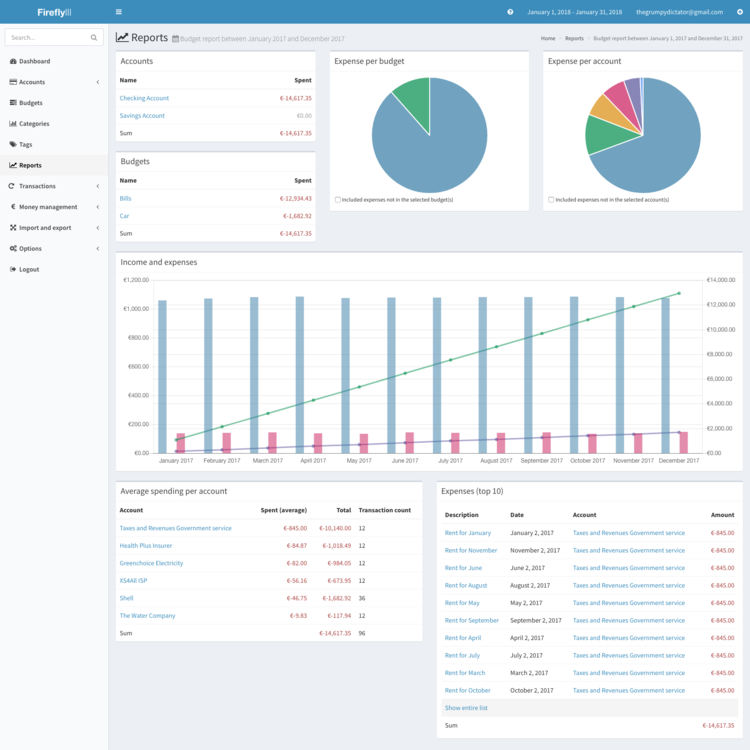 FireflyIII
January 1, 2018 - January 31, 2018
thegrumpydictator@gmail.com
Search...
Dashboard
Accounts
Budgets
Categories
Tags
Reports
Transactions
Money management
Import and export
Options
Logout
Reports Budget report between January 2017 and December 2017
Home Reports Budget report between January 1, 2017 and December 31, 2017
Accounts
Name Spent
Checking Account €-14,617.35
Savings Account €0.00
Sum €-14,617.35
Budgets
Name Spent
Bills €-12,934.43
Car €-1,682.92
Sum €-14,617.35
Expense per budget
Included expenses not in the selected budget(s)
Expense per account
Included expenses not in the selected account(s)
Income and expenses
€1,200.00 €14,000.00
€12,000.00
€1,000.00
€10,000.00
€800.00
€8,000.00
€600.00
€6,000.00
€400.00
€4,000.00
€200.00
€2,000.00
€0.00 €0.00
January 2017 February 2017 March 2017 April 2017 May 2017 June 2017 July 2017 August 2017 September 2017 October 2017 November 2017 December 2017
Average spending per account
Account Spent (average) Total Transaction count
Taxes and Revenues Government service €-845.00 €-10,140.00 12
Health Plus Insurer €-84.87 €-1,018.49 12
Greenchoice Electricity €-82.00 €-984.05 12
XS4All ISP €-56.16 €-673.95 12
Shell €-46.75 €-1,682.92 36
The Water Company €-9.83 €-117.94 12
Sum €-14,617.35 96
Expenses (top 10)
Description Date Account Amount
Rent for January January 2, 2017 Taxes and Revenues Government service €-845.00
Rent for November November 2, 2017 Taxes and Revenues Government service €-845.00
Rent for June June 2, 2017 Taxes and Revenues Government service €-845.00
Rent for August August 2, 2017 Taxes and Revenues Government service €-845.00
Rent for May May 2, 2017 Taxes and Revenues Government service €-845.00
Rent for September September 2, 2017 Taxes and Revenues Government service €-845.00
Rent for April April 2, 2017 Taxes and Revenues Government service €-845.00
Rent for July July 2, 2017 Taxes and Revenues Government service €-845.00
Rent for March March 2, 2017 Taxes and Revenues Government service €-845.00
Rent for October October 2, 2017 Taxes and Revenues Government service €-845.00
Show entire list
Sum €-14,617.35